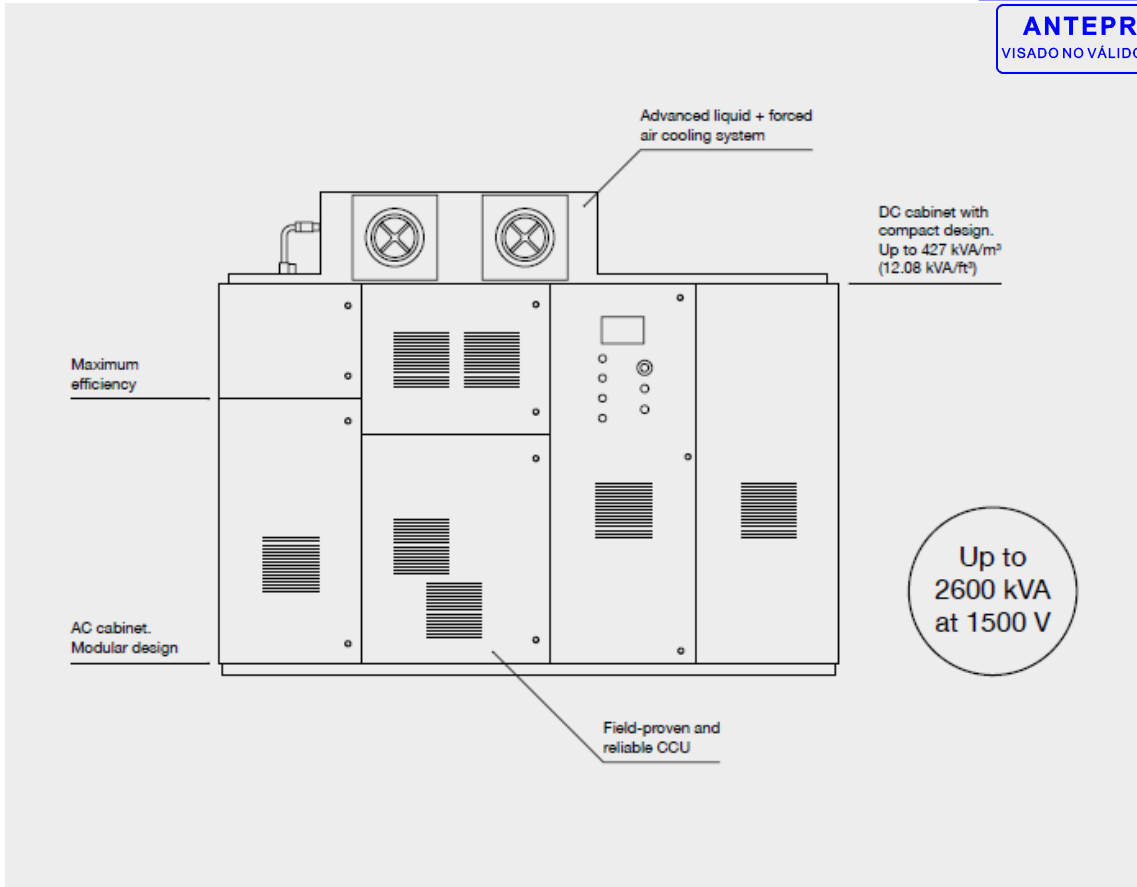 ANTEPR
VISADO NO VÁLIDO
Advanced liquid + forced
air cooling system
DC cabinet with
compact design.
Up to 427 kVA/m³
(12.08 kVA/ft³)
Maximum
efficiency
Up to
2600 kVA
at 1500 V
AC cabinet.
Modular design
Field-proven and
reliable CCU